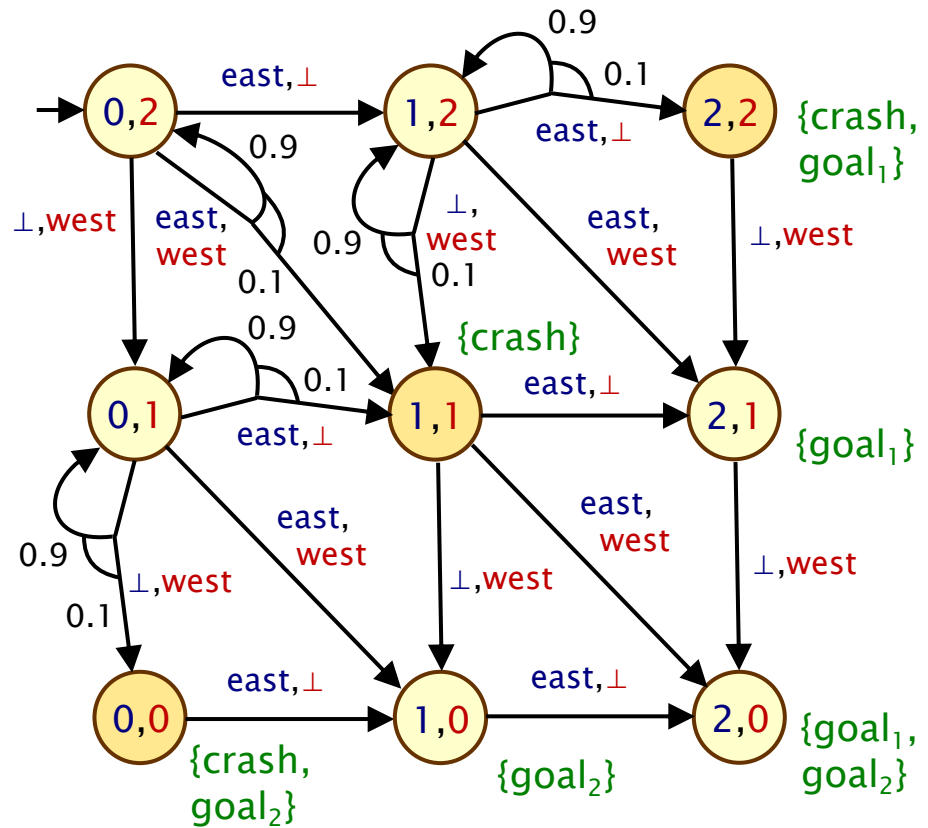 0.9
east,⊥
0.1
0,2
1,2
2,2
{crash,
goal₁}
east,⊥
0.9
⊥,west
east,
west
⊥,
west
east,
west
⊥,west
0.9
0.1
0.1
0.9
{crash}
0.1
east,⊥
0,1
1,1
2,1
east,⊥
{goal₁}
east,
west
east,
west
0.9
⊥,west
⊥,west
⊥,west
0.1
east,⊥
east,⊥
0,0
1,0
2,0
{crash,
goal₂}
{goal₂}
{goal₁,
goal₂}